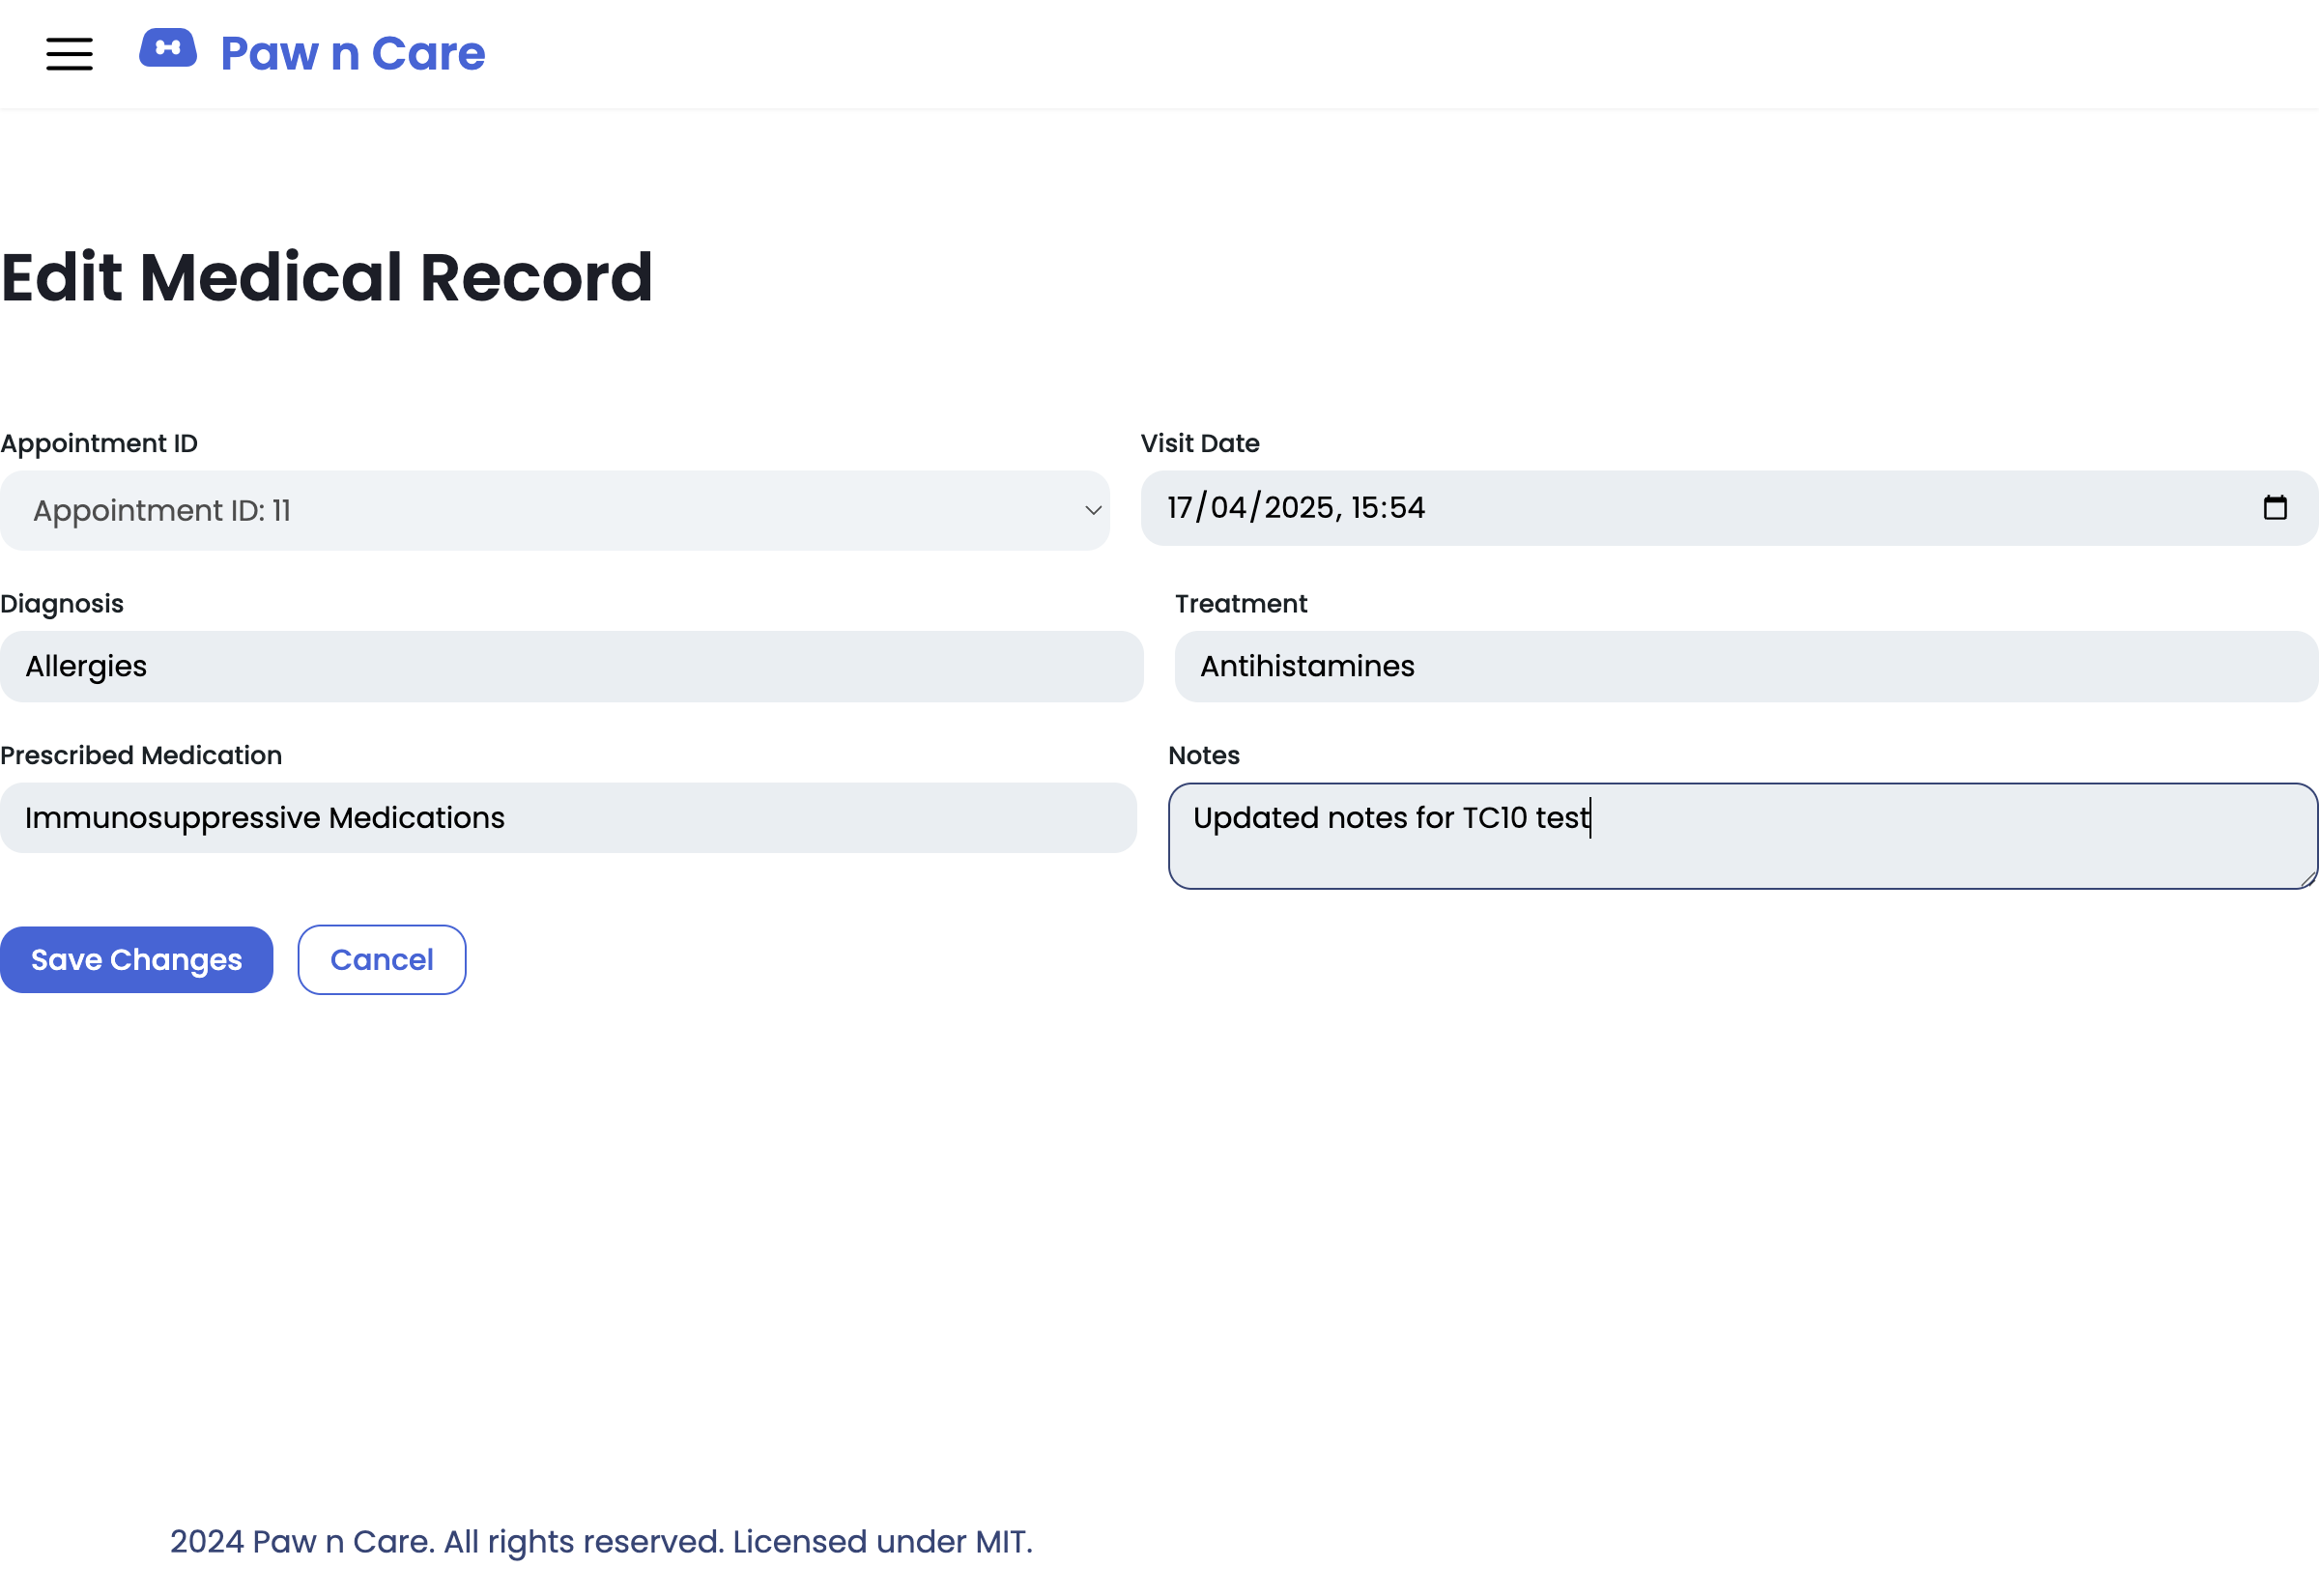 Paw n Care
Edit Medical Record
Appointment ID
Visit Date
Appointment ID: 11
17/04/2025, 15:54
Diagnosis
Treatment
Allergies
Antihistamines
Prescribed Medication
Notes
Immunosuppressive Medications
Updated notes for TC10 test
Save Changes
Cancel
2024 Paw n Care. All rights reserved. Licensed under MIT.